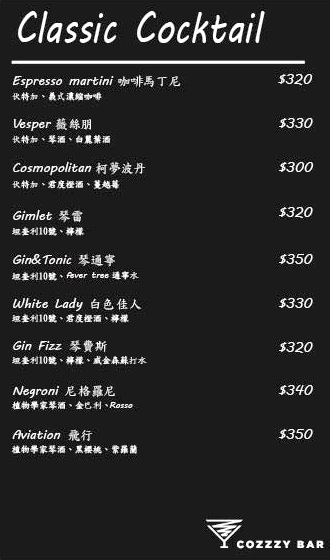 Classic Cocktail
Espresso martini 咖啡馬丁尼 $320
伏特加、義式濃縮咖啡
Vesper 薇絲朋 $330
伏特加、琴酒、白麗葉酒
Cosmopolitan 柯夢波丹 $300
伏特加、君度橙酒、蔓越莓
Gimlet 琴雷 $320
坦奎利10號、檸檬
Gin&Tonic 琴通寧 $350
坦奎利10號、fever tree 通寧水
White Lady 白色佳人 $330
坦奎利10號、君度橙酒、檸檬
Gin Fizz 琴費斯 $320
坦奎利10號、檸檬、威金森蘇打水
Negroni 尼格羅尼 $340
植物學家琴酒、金巴利、Rosso
Aviation 飛行 $350
植物學家琴酒、黑櫻桃、紫羅蘭
COZZZY BAR